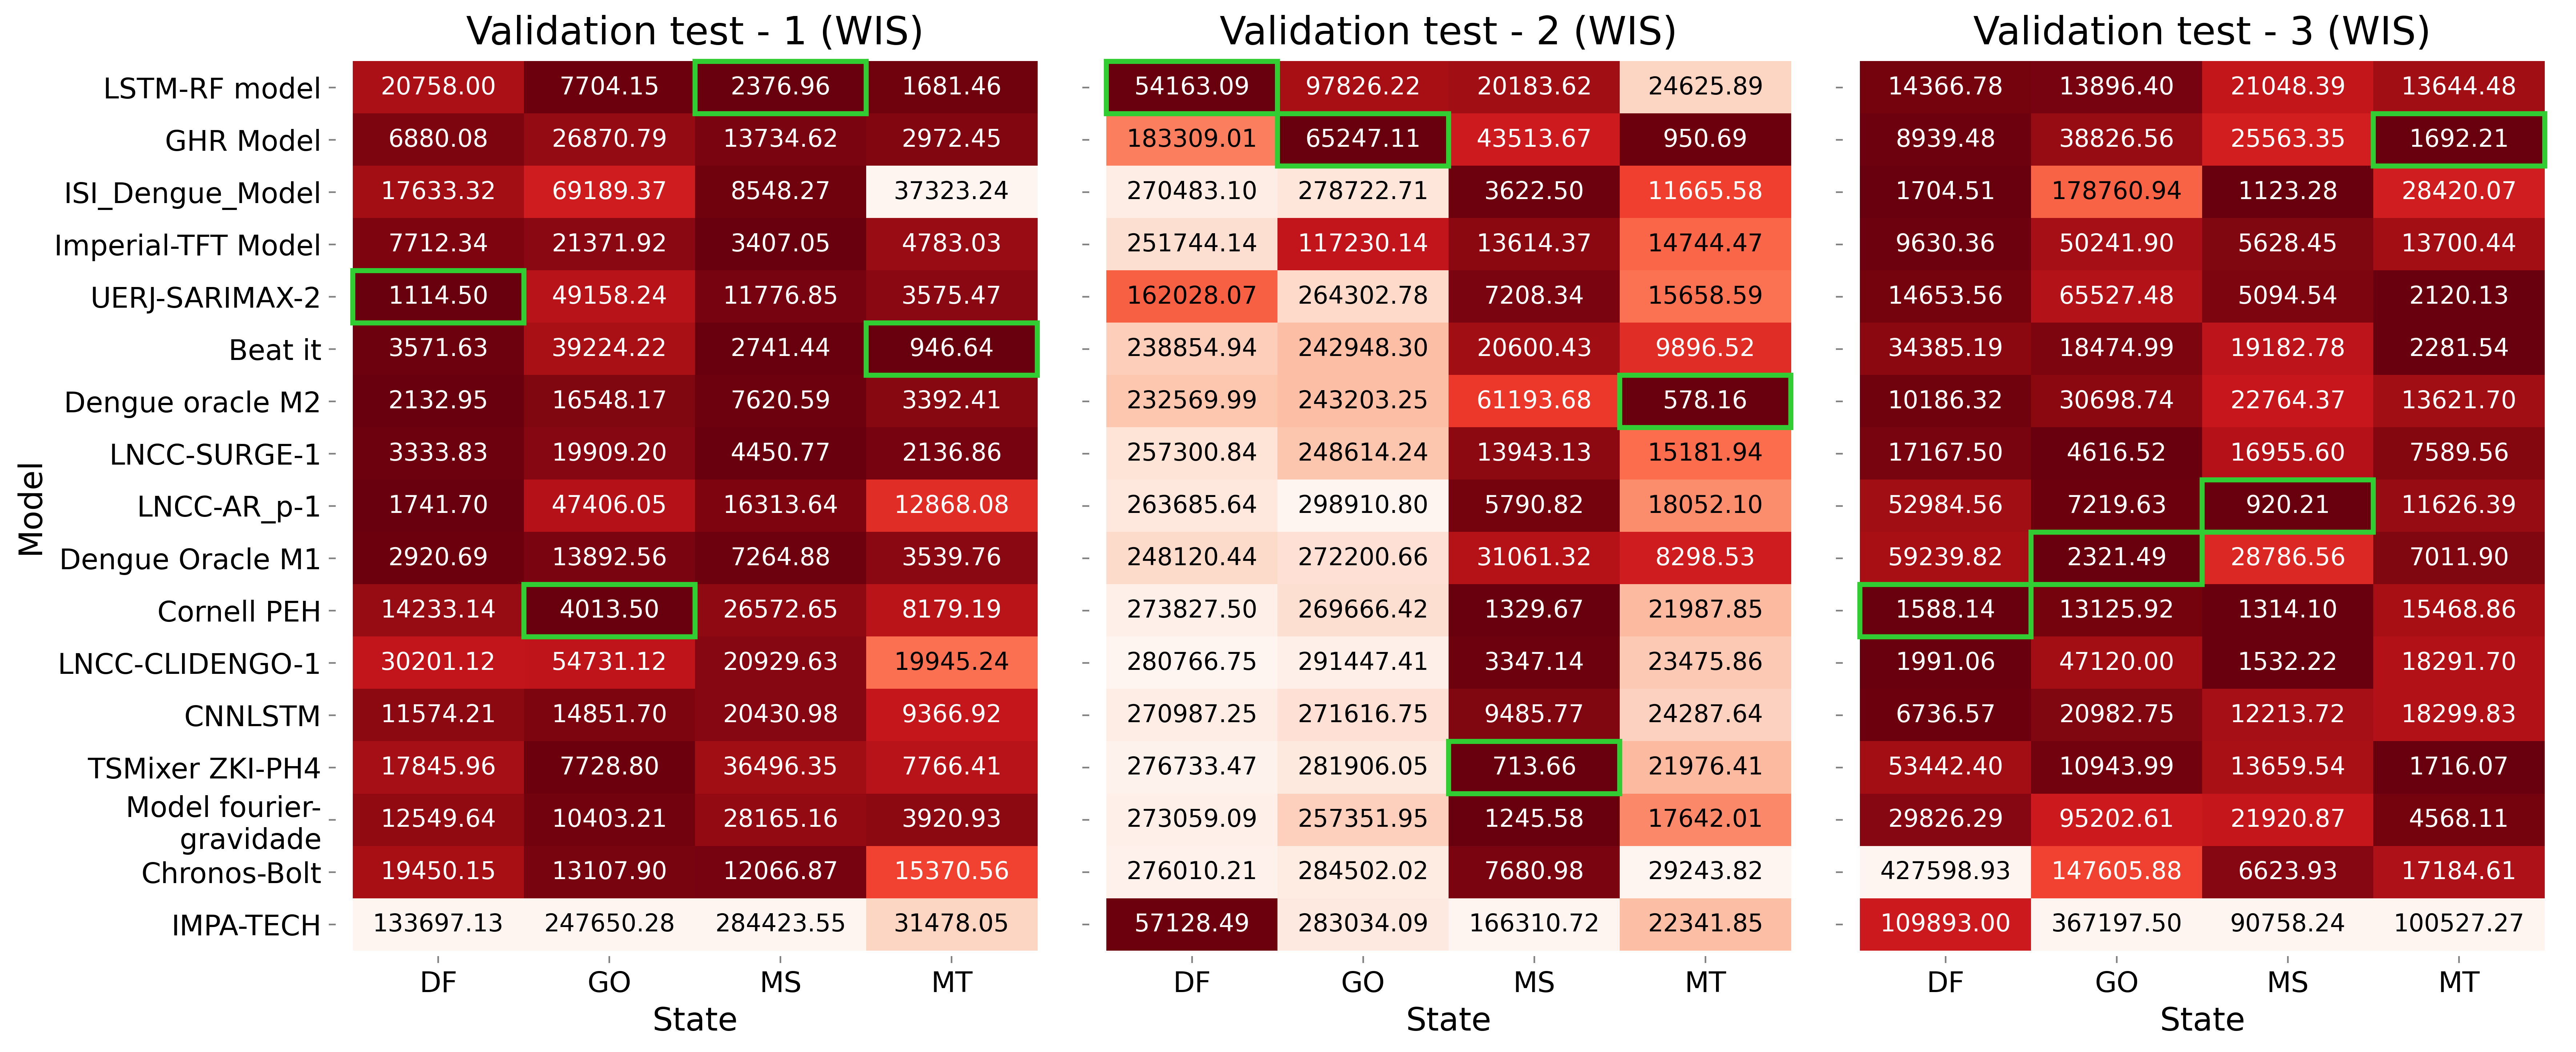 Validation test - 1 (WIS) Validation test - 2 (WIS) Validation test - 3 (WIS)
LSTM-RF model 20758.00 7704.15 2376.96 1681.46 54163.09 97826.22 20183.62 24625.89 14366.78 13896.40 21048.39 13644.48
GHR Model 6880.08 26870.79 13734.62 2972.45 183309.01 65247.11 43513.67 950.69 8939.48 38826.56 25563.35 1692.21
ISI_Dengue_Model 17633.32 69189.37 8548.27 37323.24 270483.10 278722.71 3622.50 11665.58 1704.51 178760.94 1123.28 28420.07
Imperial-TFT Model 7712.34 21371.92 3407.05 4783.03 251744.14 117230.14 13614.37 14744.47 9630.36 50241.90 5628.45 13700.44
UERJ-SARIMAX-2 1114.50 49158.24 11776.85 3575.47 162028.07 264302.78 7208.34 15658.59 14653.56 65527.48 5094.54 2120.13
Beat it 3571.63 39224.22 2741.44 946.64 238854.94 242948.30 20600.43 9896.52 34385.19 18474.99 19182.78 2281.54
Dengue oracle M2 2132.95 16548.17 7620.59 3392.41 232569.99 243203.25 61193.68 578.16 10186.32 30698.74 22764.37 13621.70
LNCC-SURGE-1 3333.83 19909.20 4450.77 2136.86 257300.84 248614.24 13943.13 15181.94 17167.50 4616.52 16955.60 7589.56
LNCC-AR_p-1 1741.70 47406.05 16313.64 12868.08 263685.64 298910.80 5790.82 18052.10 52984.56 7219.63 920.21 11626.39
Dengue Oracle M1 2920.69 13892.56 7264.88 3539.76 248120.44 272200.66 31061.32 8298.53 59239.82 2321.49 28786.56 7011.90
Cornell PEH 14233.14 4013.50 26572.65 8179.19 273827.50 269666.42 1329.67 21987.85 1588.14 13125.92 1314.10 15468.86
LNCC-CLIDENGO-1 30201.12 54731.12 20929.63 19945.24 280766.75 291447.41 3347.14 23475.86 1991.06 47120.00 1532.22 18291.70
CNNLSTM 11574.21 14851.70 20430.98 9366.92 270987.25 271616.75 9485.77 24287.64 6736.57 20982.75 12213.72 18299.83
TSMixer ZKI-PH4 17845.96 7728.80 36496.35 7766.41 276733.47 281906.05 713.66 21976.41 53442.40 10943.99 13659.54 1716.07
Model fourier-
gravidade 12549.64 10403.21 28165.16 3920.93 273059.09 257351.95 1245.58 17642.01 29826.29 95202.61 21920.87 4568.11
Chronos-Bolt 19450.15 13107.90 12066.87 15370.56 276010.21 284502.02 7680.98 29243.82 427598.93 147605.88 6623.93 17184.61
IMPA-TECH 133697.13 247650.28 284423.55 31478.05 57128.49 283034.09 166310.72 22341.85 109893.00 367197.50 90758.24 100527.27
DF GO MS MT DF GO MS MT DF GO MS MT
State State State
Model